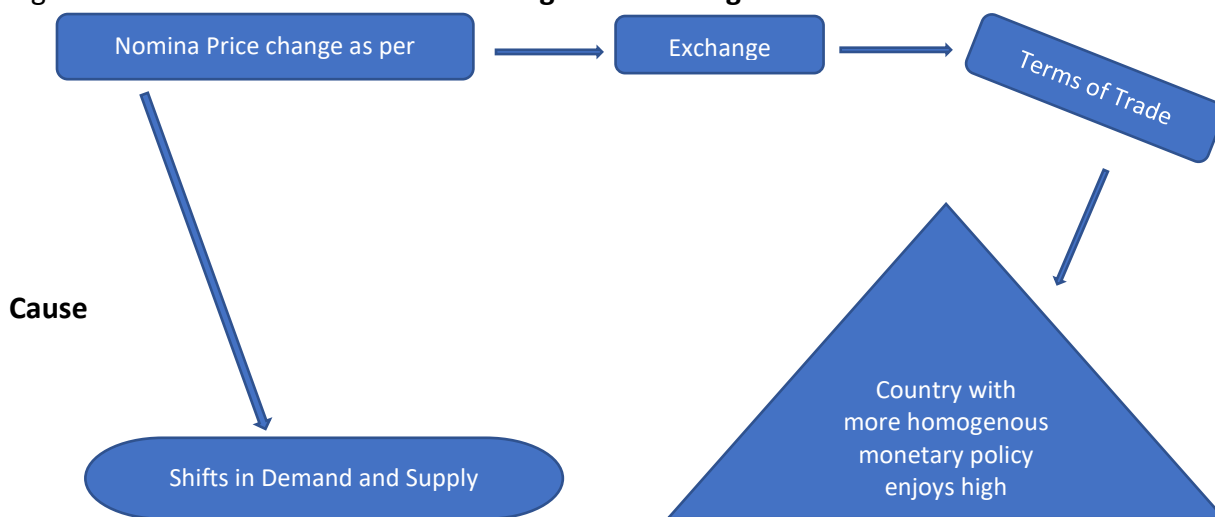 Nomina Price change as per
Exchange
Terms of Trade
Cause
Country with
more homogenous
monetary policy
enjoys high
Shifts in Demand and Supply